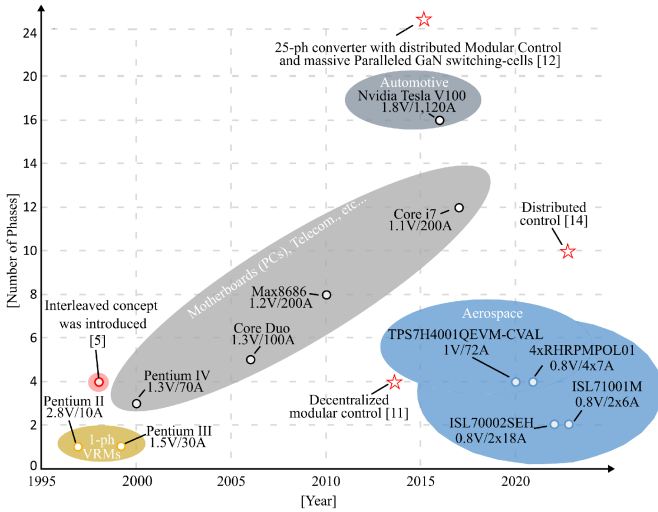 24
25-ph converter with distributed Modular Control
and massive Paralleled GaN switching-cells [12]
20
Automotive
Nvidia Tesla V100
1.8V/1,120A
16
14
Motherboards (PCs), Telecom., etc...
12
Core i7
1.1V/200A
Distributed
control [14]
10
[Number of Phases]
8
Max8686
1.2V/200A
Interleaved concept
was introduced
[5]
Core Duo
1.3V/100A
6
Aerospace
TPS7H4001QEVM-CVAL
1V/72A
4xRHRPMPOL01
0.8V/4x7A
4
Pentium IV
1.3V/70A
Decentralized
modular control [11]
ISL71001M
0.8V/2x6A
Pentium II
2.8V/10A
2
Pentium III
1.5V/30A
ISL70002SEH
0.8V/2x18A
1-ph
VRMs
0
1995
2000
2005
2015
2020
[Year]